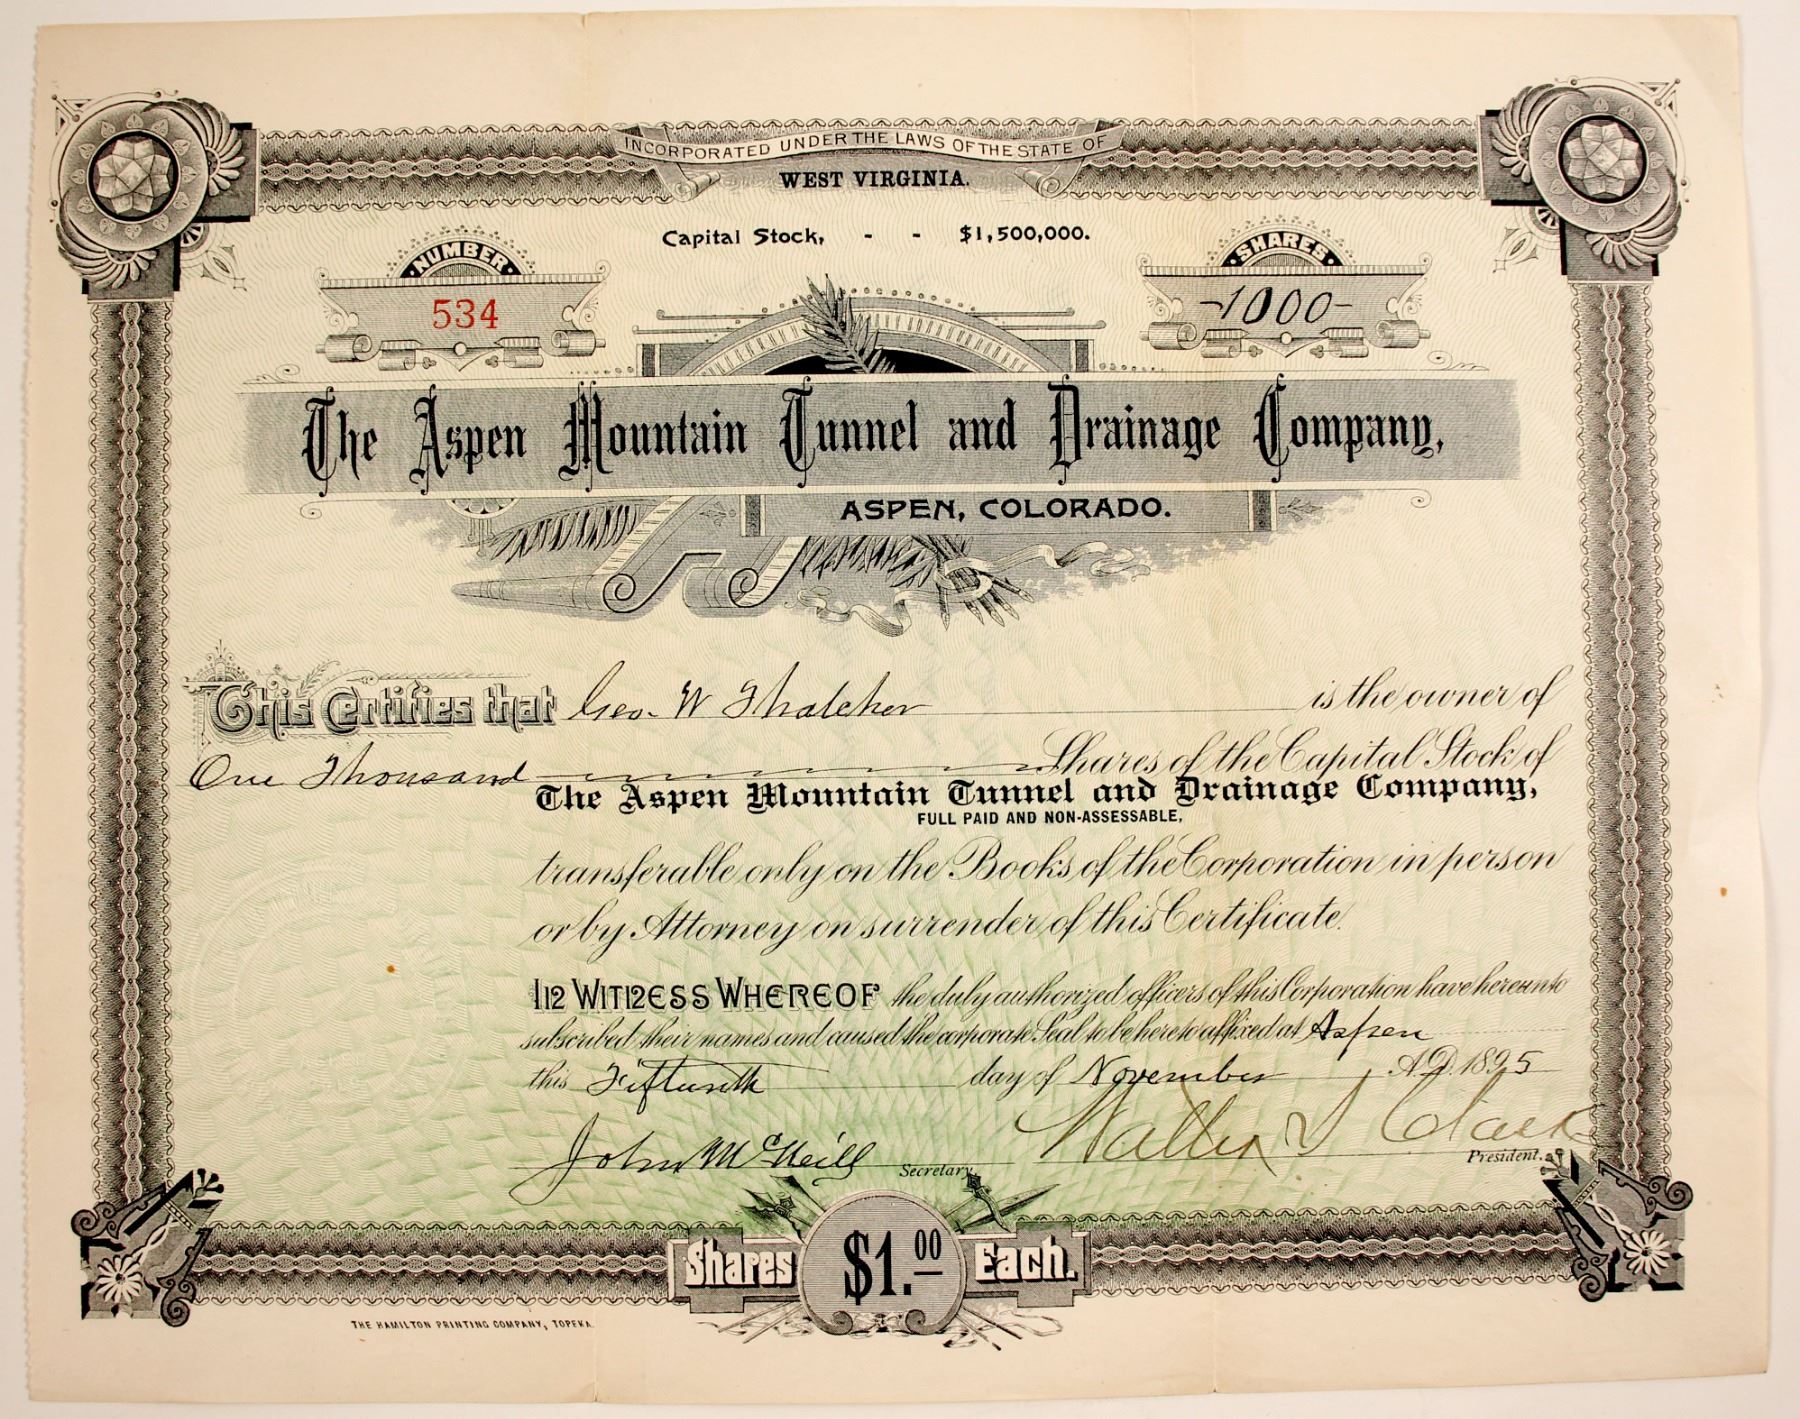 INCORPORATED UNDER THE LAWS OF THE STATE OF
WEST VIRGINIA.
Capital Stock, - - $1,500,000.
NUMBER
534
SHARES
-1000-
The Aspen Mountain Tunnel and Drainage Company,
ASPEN, COLORADO.
This Certifies that Geo. W Thatcher is the owner of
One Thousand Shares of the Capital Stock of
The Aspen Mountain Tunnel and Drainage Company,
FULL PAID AND NON-ASSESSABLE,
transferable only on the Books of the Corporation in person
or by Attorney on surrender of this Certificate.
In Witness Whereof the duly authorized officers of this Corporation have hereunto
subscribed their names and caused the corporate Seal to be hereto affixed at Aspen
this Fifteenth day of November A.D. 1895
John McNeill Secretary.
Walter S Clark President.
Shares $1.00 Each.
THE HAMILTON PRINTING COMPANY, TOPEKA.